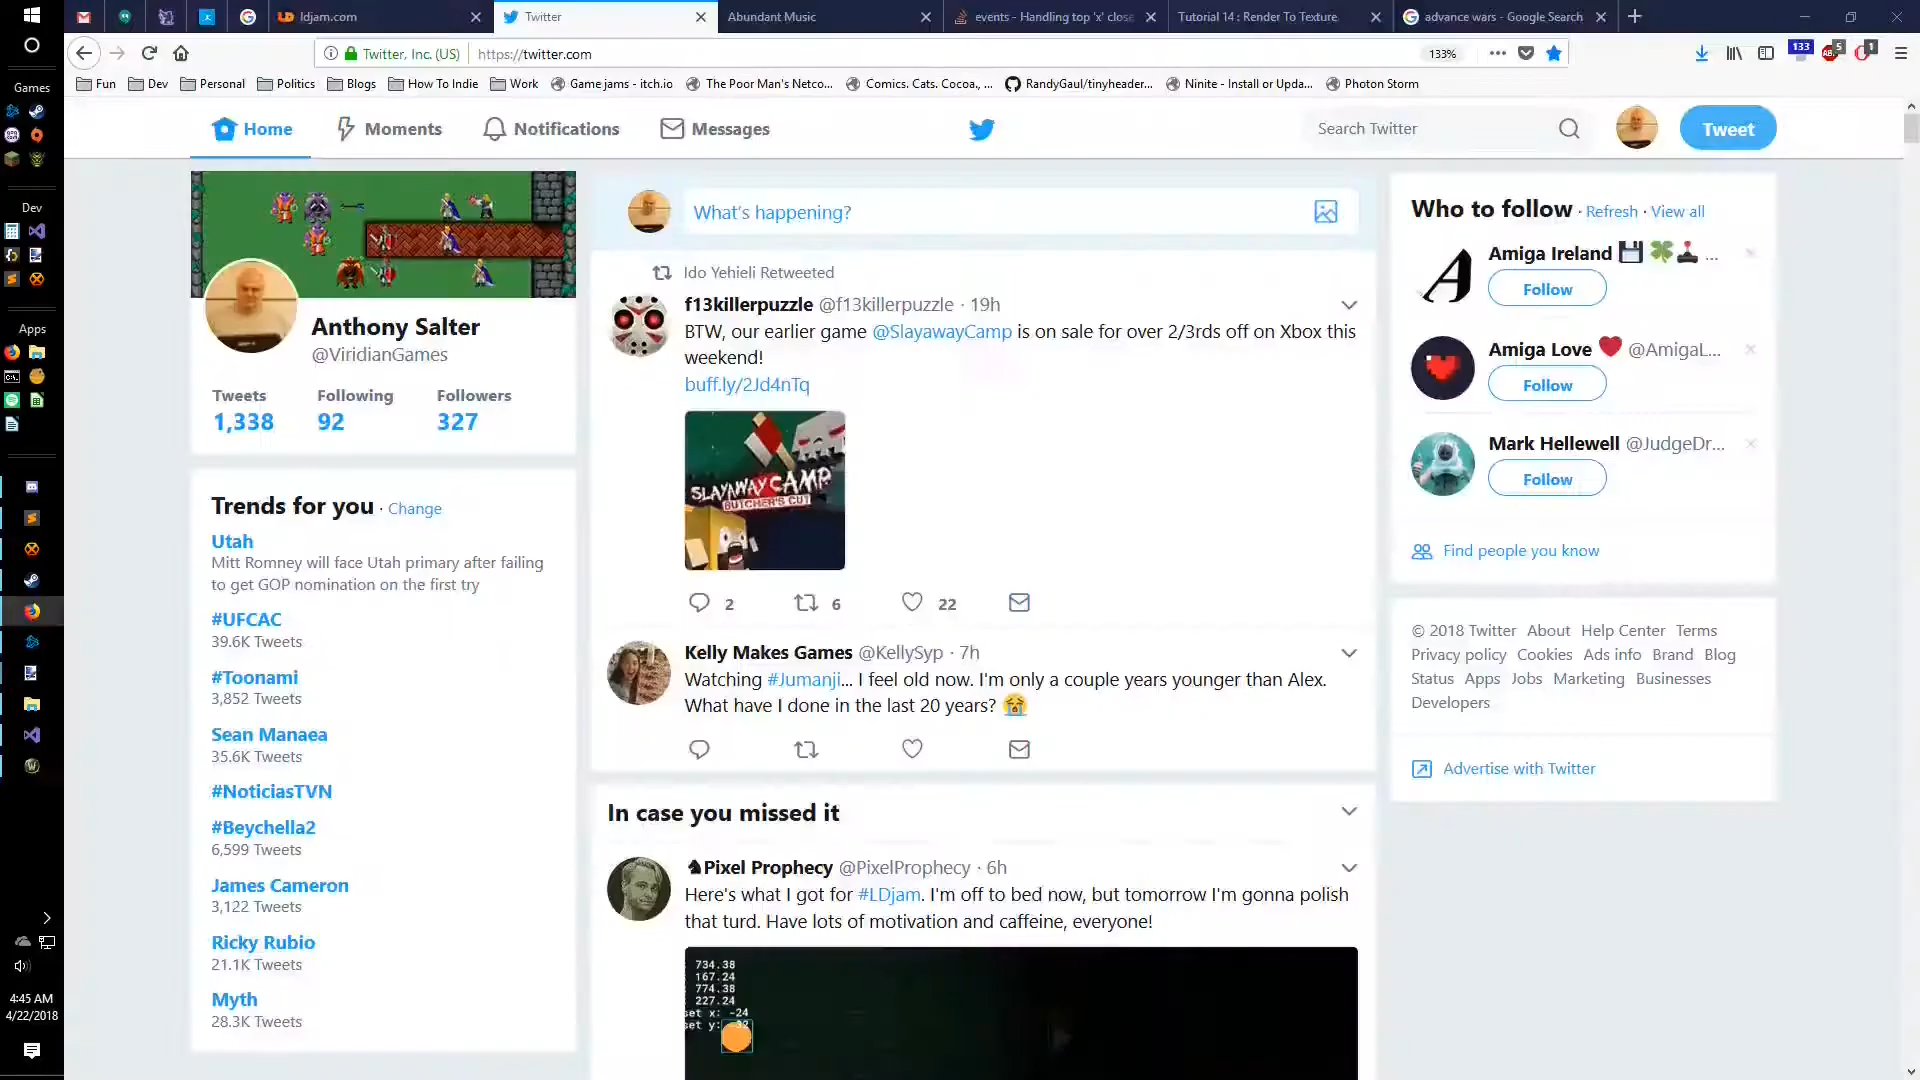 ldjam.com
Twitter
Abundant Music
events - Handling top 'x' close
Tutorial 14 : Render To Texture
advance wars - Google Search
Twitter, Inc. (US)
https://twitter.com
133%
133
5
1
Fun
Dev
Personal
Politics
Blogs
How To Indie
Work
Game jams - itch.io
The Poor Man's Netco...
Comics. Cats. Cocoa., ...
RandyGaul/tinyheader...
Ninite - Install or Upda...
Photon Storm
Games
Dev
Apps
4:45 AM
4/22/2018
Home
Moments
Notifications
Messages
Search Twitter
Tweet
Anthony Salter
@ViridianGames
Tweets Following Followers
1,338 92 327
Trends for you · Change
Utah
Mitt Romney will face Utah primary after failing
to get GOP nomination on the first try
#UFCAC
39.6K Tweets
#Toonami
3,852 Tweets
Sean Manaea
35.6K Tweets
#NoticiasTVN
#Beychella2
6,599 Tweets
James Cameron
3,122 Tweets
Ricky Rubio
21.1K Tweets
Myth
28.3K Tweets
What's happening?
Ido Yehieli Retweeted
f13killerpuzzle @f13killerpuzzle · 19h
BTW, our earlier game @SlayawayCamp is on sale for over 2/3rds off on Xbox this
weekend!
buff.ly/2Jd4nTq
SLAYAWAY CAMP
BUTCHER'S CUT
2 6 22
Kelly Makes Games @KellySyp · 7h
Watching #Jumanji... I feel old now. I'm only a couple years younger than Alex.
What have I done in the last 20 years? 😭
In case you missed it
♞Pixel Prophecy @PixelProphecy · 6h
Here's what I got for #LDjam. I'm off to bed now, but tomorrow I'm gonna polish
that turd. Have lots of motivation and caffeine, everyone!
734.38
167.24
774.38
227.24
set x: -24
set y: -32
Who to follow · Refresh · View all
Amiga Ireland 💾 🍀 🕹 ...
Follow
Amiga Love ❤ @AmigaL...
Follow
Mark Hellewell @JudgeDr...
Follow
Find people you know
© 2018 Twitter About Help Center Terms
Privacy policy Cookies Ads info Brand Blog
Status Apps Jobs Marketing Businesses
Developers
Advertise with Twitter